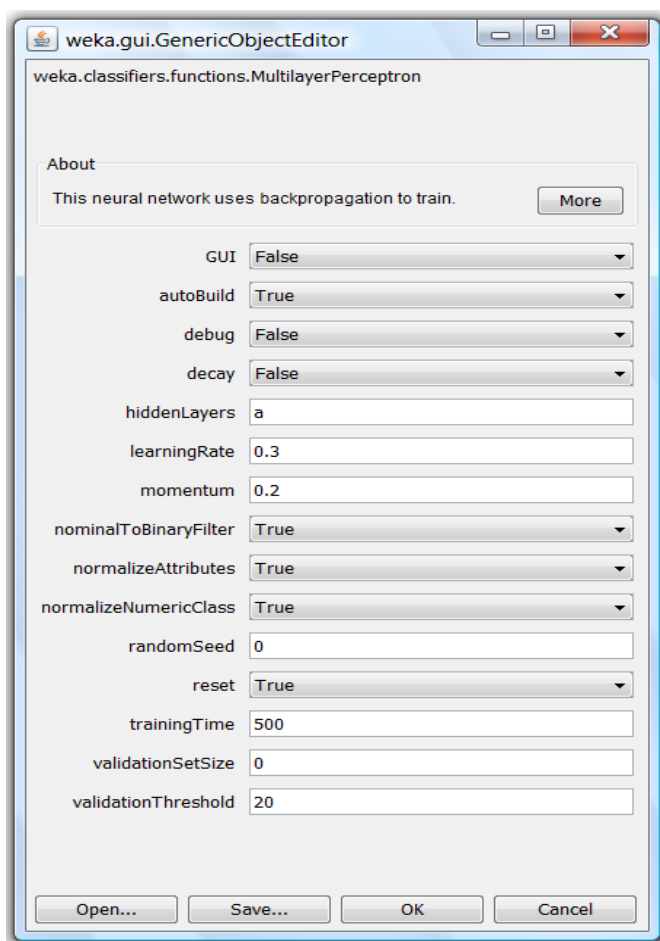 weka.gui.GenericObjectEditor
weka.classifiers.functions.MultilayerPerceptron
About
This neural network uses backpropagation to train.   More
GUI   False
autoBuild   True
debug   False
decay   False
hiddenLayers   a
learningRate   0.3
momentum   0.2
nominalToBinaryFilter   True
normalizeAttributes   True
normalizeNumericClass   True
randomSeed   0
reset   True
trainingTime   500
validationSetSize   0
validationThreshold   20
Open...   Save...   OK   Cancel